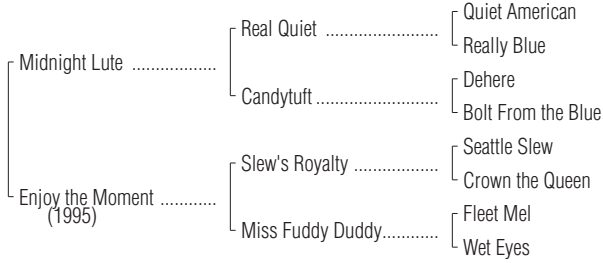 Quiet American
Real Quiet ........................
Really Blue
Midnight Lute ..................
Dehere
Candytuft ..........................
Bolt From the Blue
Seattle Slew
Slew's Royalty ..................
Crown the Queen
Enjoy the Moment ............
(1995)
Fleet Mel
Miss Fuddy Duddy............
Wet Eyes